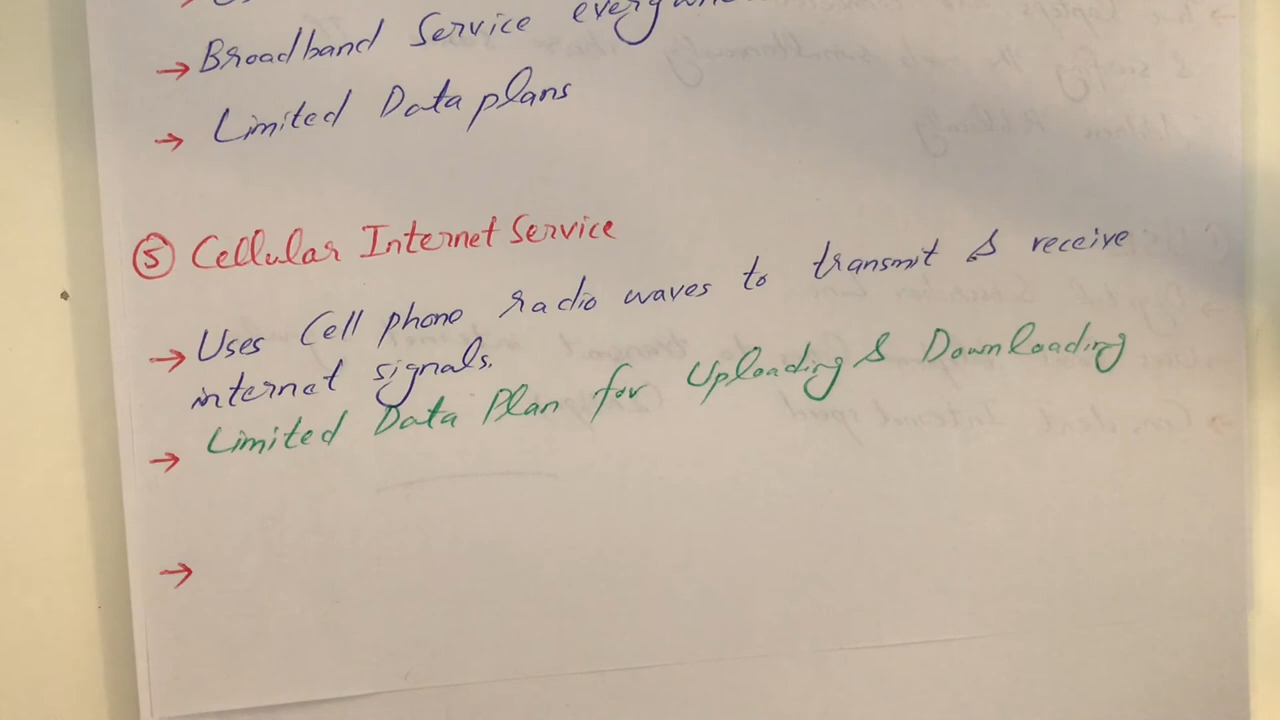 → Broadband Service everywhere
→ Limited Data plans
⑤ Cellular Internet Service
→ Uses Cell phone radio waves to transmit & receive
internet signals.
→ Limited Data Plan for Uploading & Downloading
→